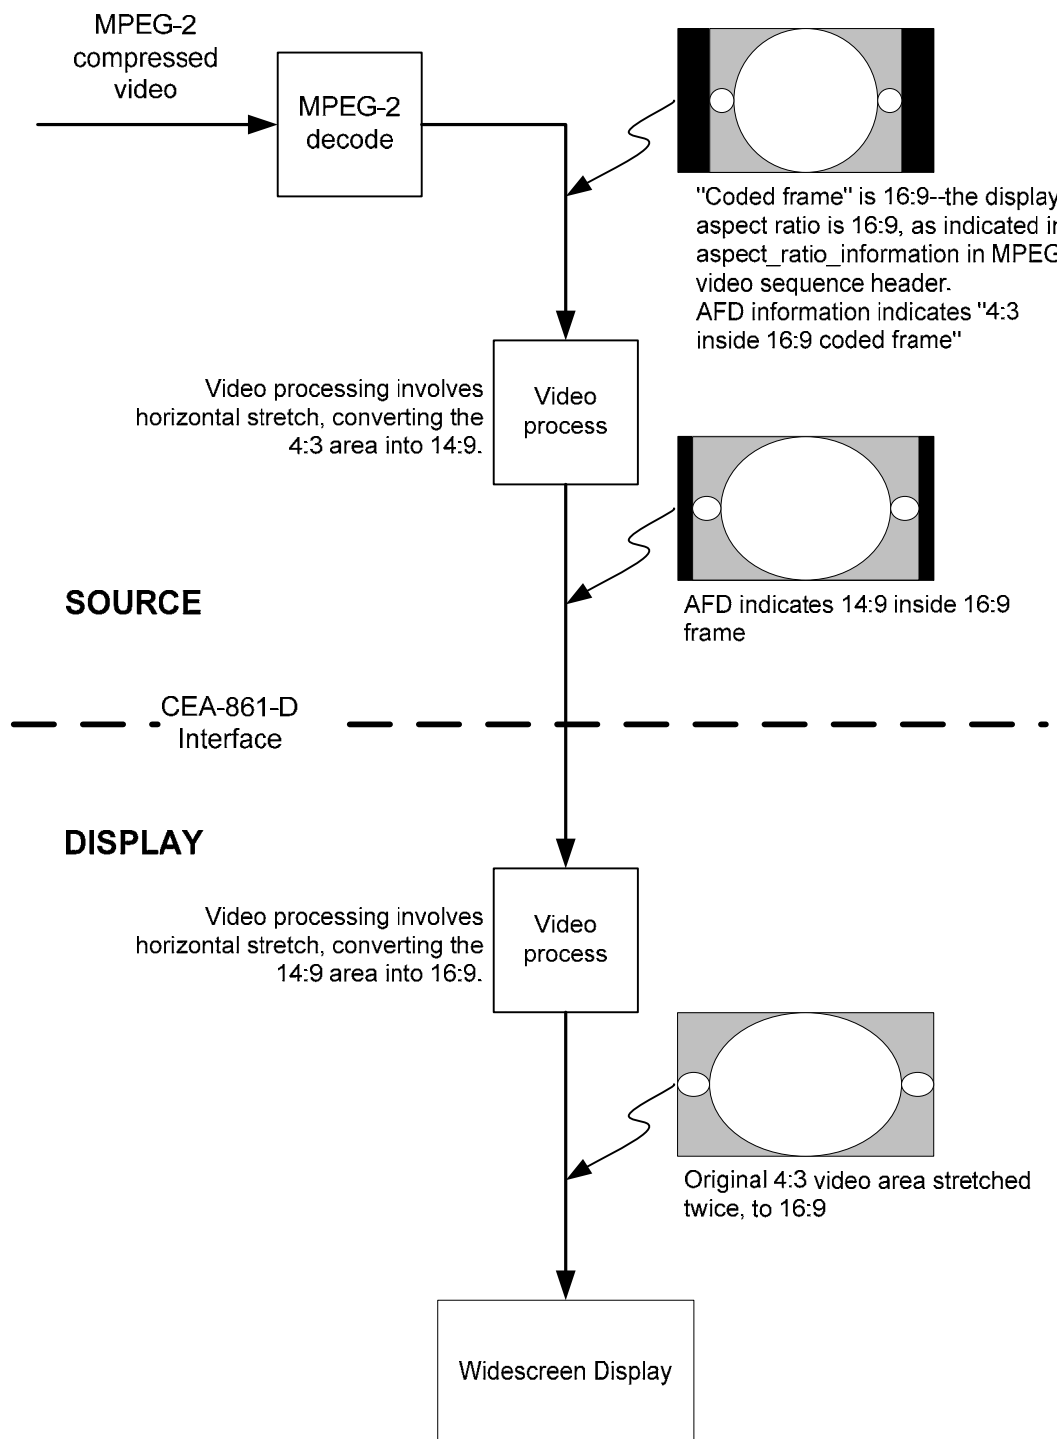 MPEG-2
compressed
video
MPEG-2
decode
"Coded frame" is 16:9--the display
aspect ratio is 16:9, as indicated in
aspect_ratio_information in MPEG
video sequence header.
AFD information indicates "4:3
inside 16:9 coded frame"
Video processing involves
horizontal stretch, converting the
4:3 area into 14:9.
Video
process
AFD indicates 14:9 inside 16:9
frame
SOURCE
CEA-861-D
Interface
DISPLAY
Video processing involves
horizontal stretch, converting the
14:9 area into 16:9.
Video
process
Original 4:3 video area stretched
twice, to 16:9
Widescreen Display